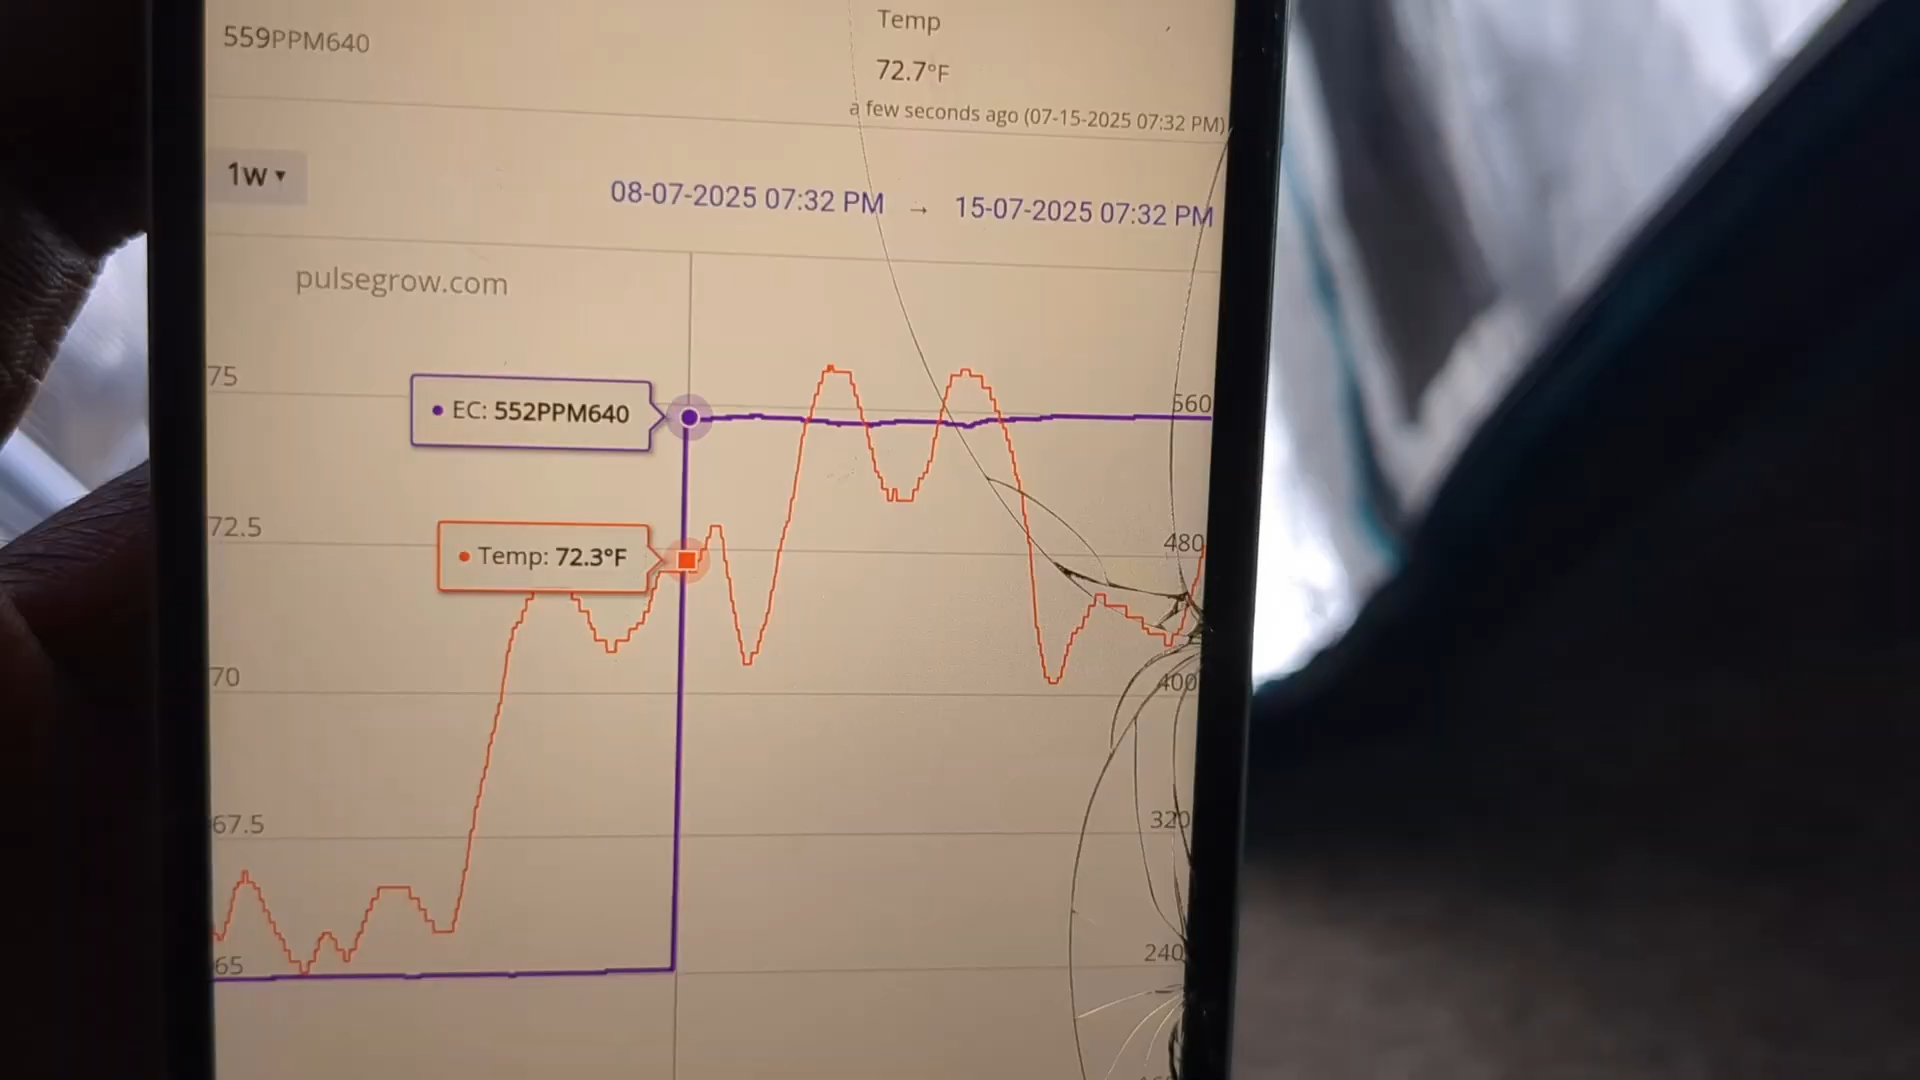 Temp
559PPM640
72.7°F
a few seconds ago (07-15-2025 07:32 PM)
1w ▾
08-07-2025 07:32 PM → 15-07-2025 07:32 PM
pulsegrow.com
75
EC: 552PPM640
560
72.5
Temp: 72.3°F
480
70
400
67.5
320
65
240